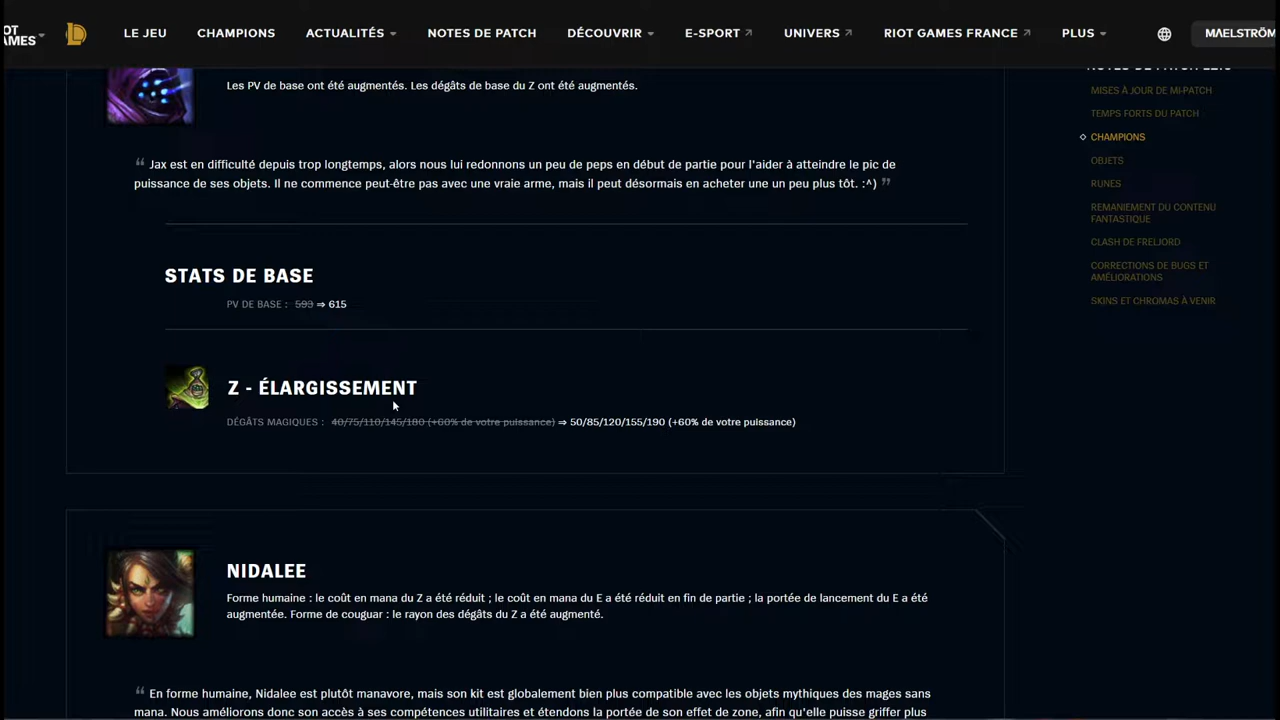 IOT
AMES
LE JEU CHAMPIONS ACTUALITÉS NOTES DE PATCH DÉCOUVRIR E-SPORT UNIVERS RIOT GAMES FRANCE PLUS MAELSTRÖM
Les PV de base ont été augmentés. Les dégâts de base du Z ont été augmentés.
MISES À JOUR DE MI-PATCH
TEMPS FORTS DU PATCH
CHAMPIONS
OBJETS
RUNES
REMANIEMENT DU CONTENU
FANTASTIQUE
CLASH DE FRELJORD
CORRECTIONS DE BUGS ET
AMÉLIORATIONS
SKINS ET CHROMAS À VENIR
“ Jax est en difficulté depuis trop longtemps, alors nous lui redonnons un peu de peps en début de partie pour l'aider à atteindre le pic de
puissance de ses objets. Il ne commence peut-être pas avec une vraie arme, mais il peut désormais en acheter une un peu plus tôt. :^) ”
STATS DE BASE
PV DE BASE : 593 ⇒ 615
Z - ÉLARGISSEMENT
DÉGÂTS MAGIQUES : 40/75/110/145/180 (+60% de votre puissance) ⇒ 50/85/120/155/190 (+60% de votre puissance)
NIDALEE
Forme humaine : le coût en mana du Z a été réduit ; le coût en mana du E a été réduit en fin de partie ; la portée de lancement du E a été
augmentée. Forme de couguar : le rayon des dégâts du Z a été augmenté.
“ En forme humaine, Nidalee est plutôt manavore, mais son kit est globalement bien plus compatible avec les objets mythiques des mages sans
mana. Nous améliorons donc son accès à ses compétences utilitaires et étendons la portée de son effet de zone, afin qu'elle puisse griffer plus